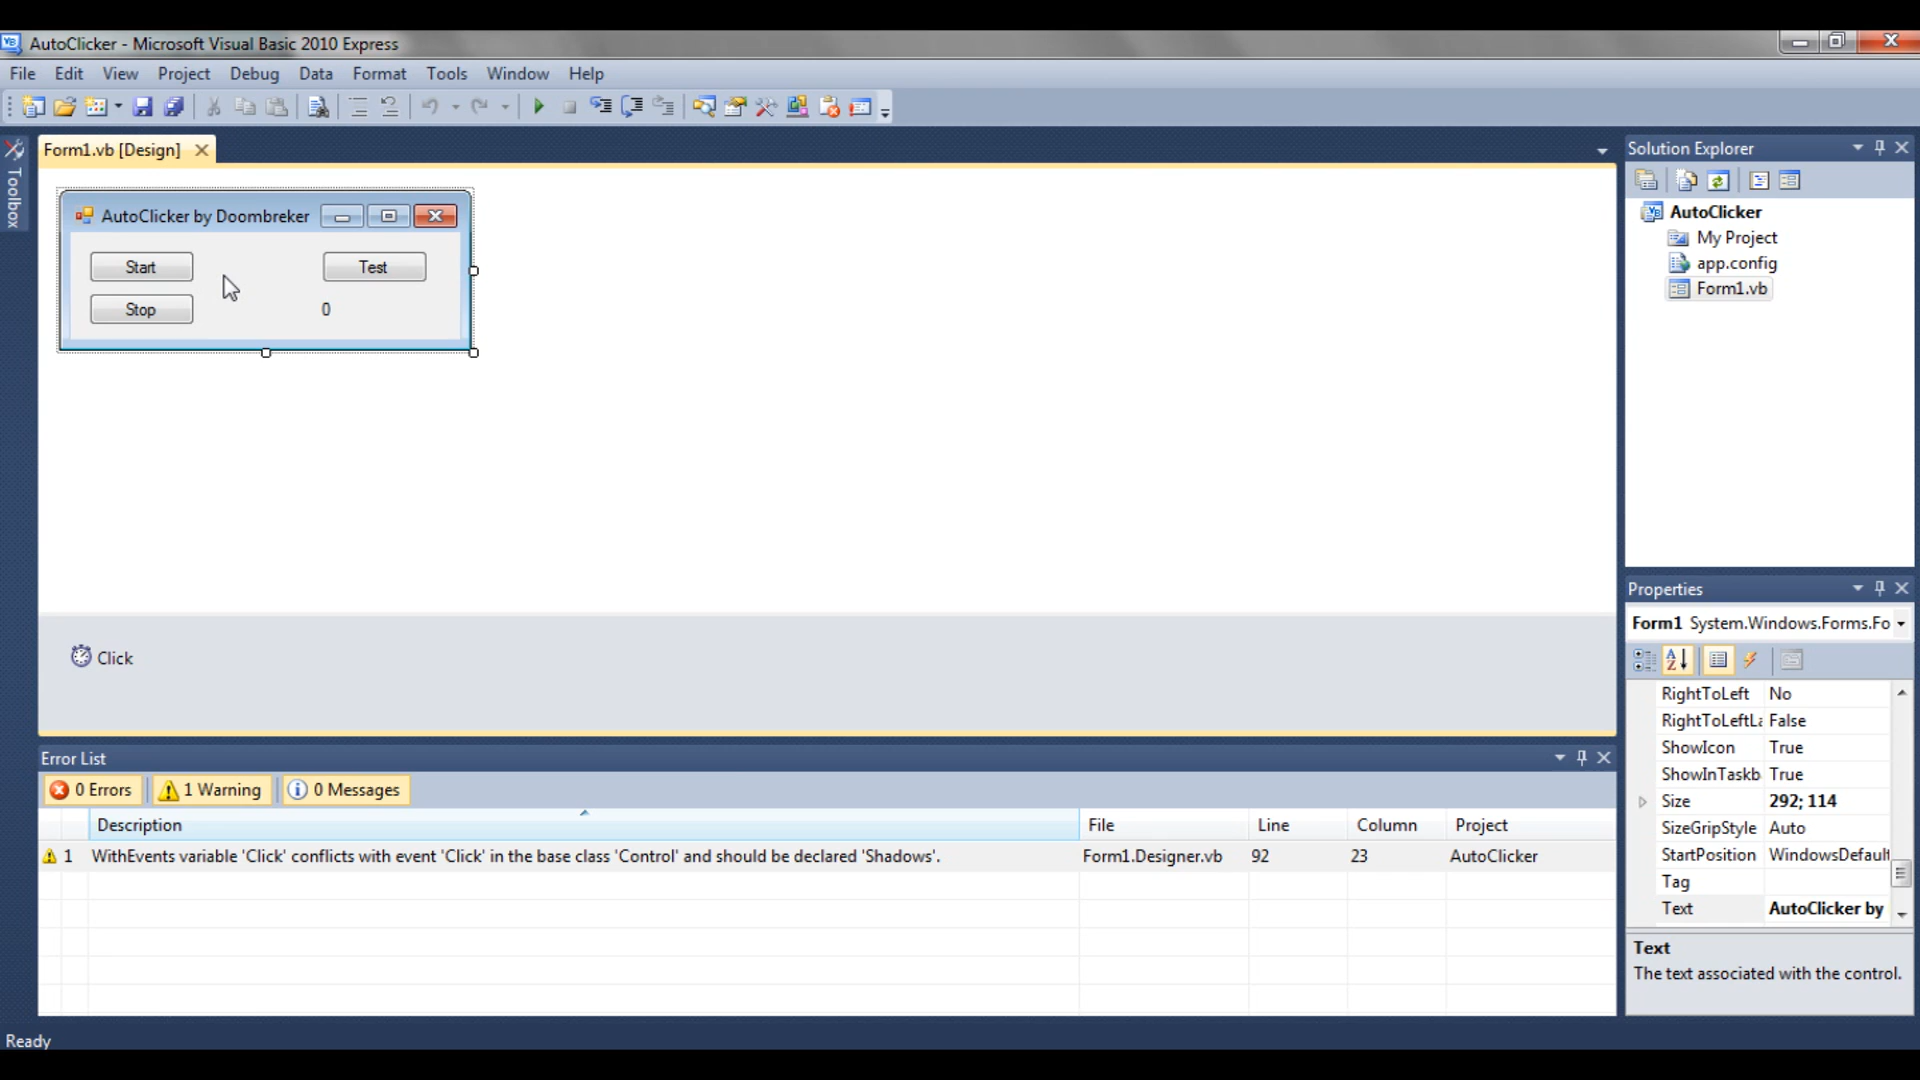 AutoClicker - Microsoft Visual Basic 2010 Express
File Edit View Project Debug Data Format Tools Window Help
Toolbox
Form1.vb [Design]
AutoClicker by Doombreker
Start
Test
Stop
0
Click
Solution Explorer
AutoClicker
My Project
app.config
Form1.vb
Properties
Form1 System.Windows.Forms.Fo
RightToLeft No
RightToLeftLa False
ShowIcon True
ShowInTaskb True
Size 292; 114
SizeGripStyle Auto
StartPosition WindowsDefault
Tag
Text AutoClicker by
Text
The text associated with the control.
Error List
0 Errors 1 Warning 0 Messages
Description File Line Column Project
1 WithEvents variable 'Click' conflicts with event 'Click' in the base class 'Control' and should be declared 'Shadows'. Form1.Designer.vb 92 23 AutoClicker
Ready